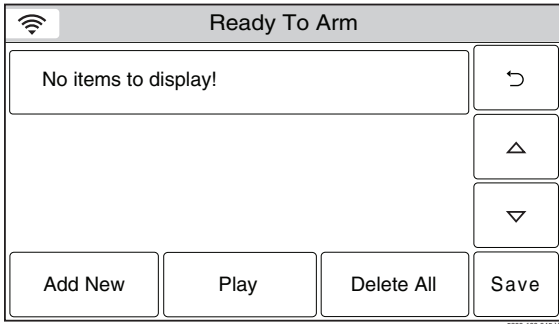 Ready To Arm
No items to display!
Add New
Play
Delete All
Save